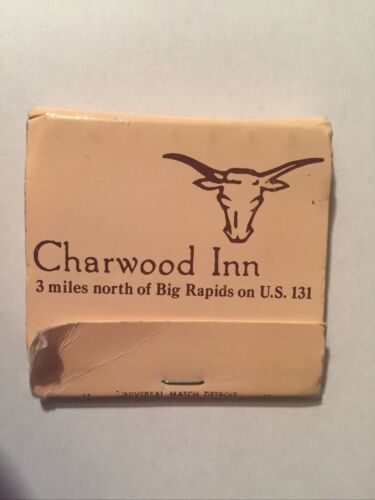 Charwood Inn
3 miles north of Big Rapids on U.S. 131
UNIVERSAL MATCH DETROIT